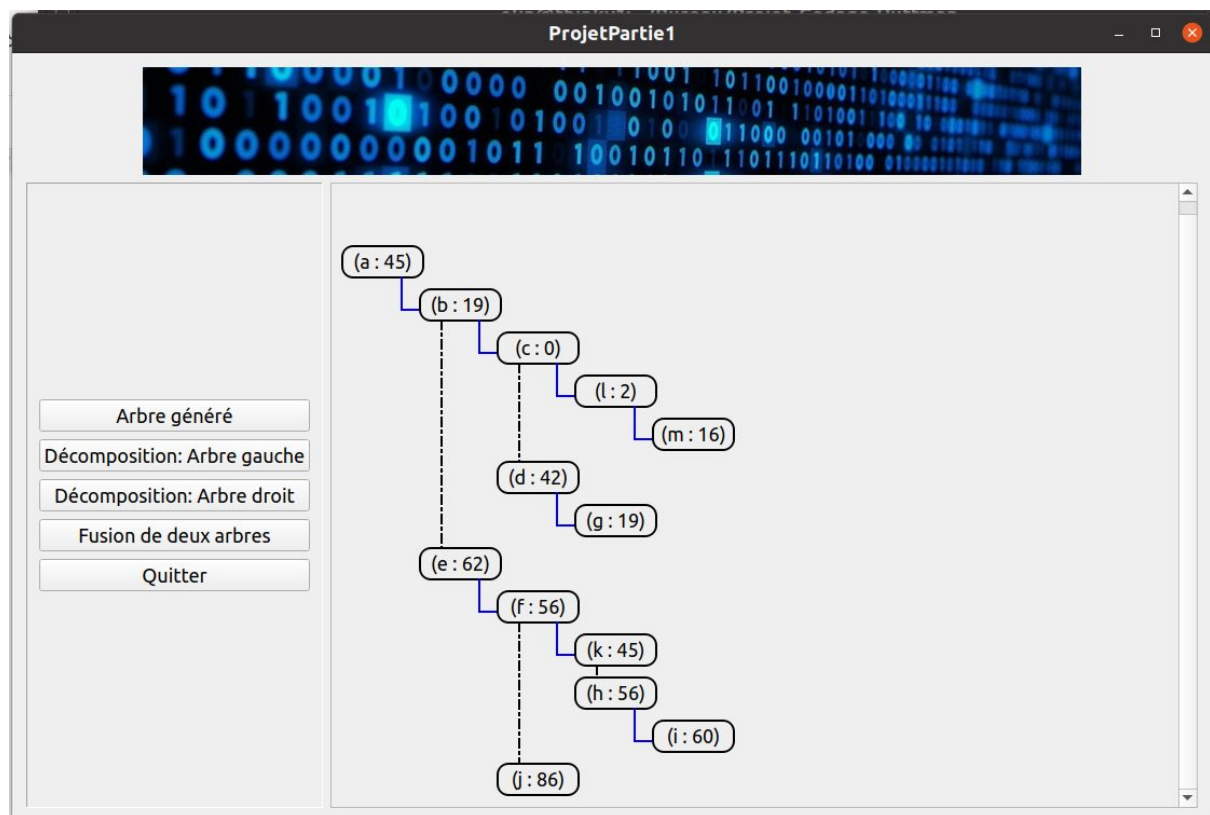 ProjetPartie1
Arbre généré
Décomposition: Arbre gauche
Décomposition: Arbre droit
Fusion de deux arbres
Quitter
(a : 45)
(b : 19)
(c : 0)
(l : 2)
(m : 16)
(d : 42)
(g : 19)
(e : 62)
(f : 56)
(k : 45)
(h : 56)
(i : 60)
(j : 86)